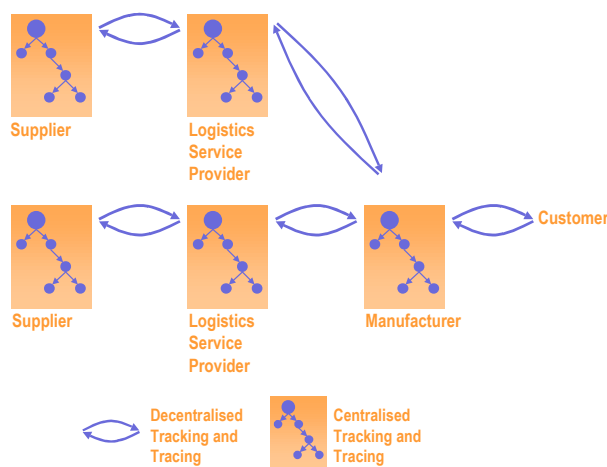 Supplier
Logistics
Service
Provider
Customer
Supplier
Logistics
Service
Provider
Manufacturer
Decentralised
Tracking and
Tracing
Centralised
Tracking and
Tracing